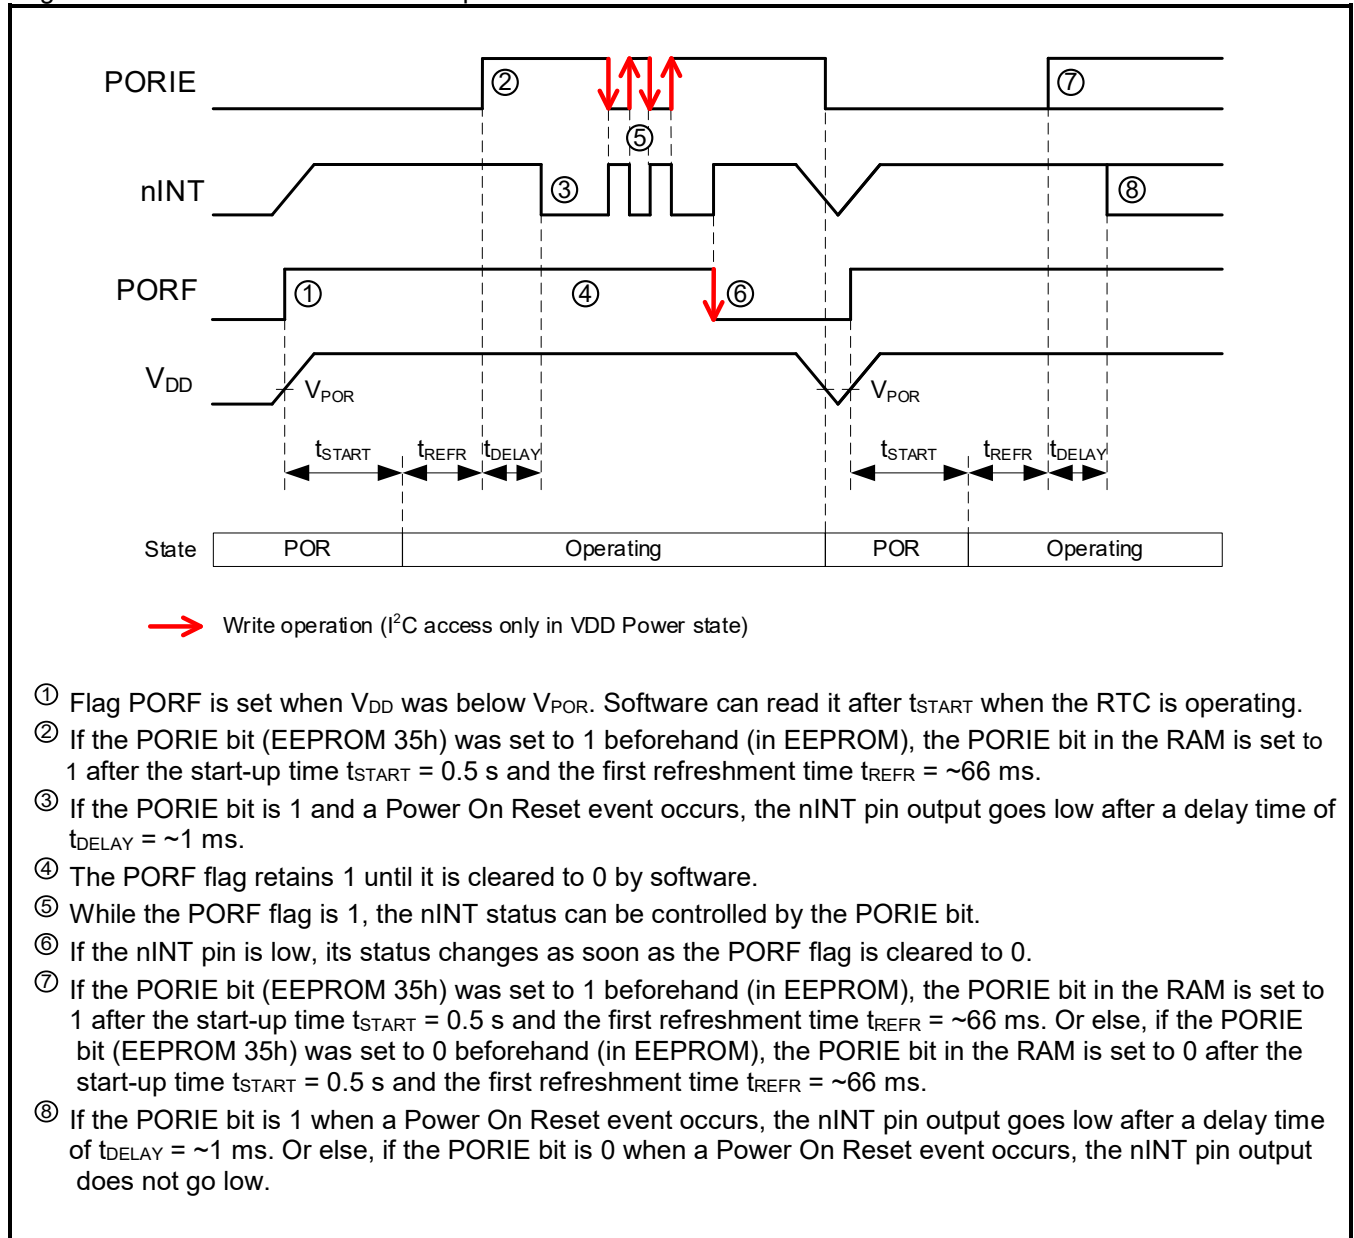 PORIE ② ⑤ ⑦
nINT ③ ⑧
PORF ① ④ ⑥
VDD VPOR VPOR
tSTART tREFR tDELAY tSTART tREFR tDELAY
State POR Operating POR Operating
Write operation (I²C access only in VDD Power state)
① Flag PORF is set when VDD was below VPOR. Software can read it after tSTART when the RTC is operating.
② If the PORIE bit (EEPROM 35h) was set to 1 beforehand (in EEPROM), the PORIE bit in the RAM is set to
1 after the start-up time tSTART = 0.5 s and the first refreshment time tREFR = ~66 ms.
③ If the PORIE bit is 1 and a Power On Reset event occurs, the nINT pin output goes low after a delay time of
tDELAY = ~1 ms.
④ The PORF flag retains 1 until it is cleared to 0 by software.
⑤ While the PORF flag is 1, the nINT status can be controlled by the PORIE bit.
⑥ If the nINT pin is low, its status changes as soon as the PORF flag is cleared to 0.
⑦ If the PORIE bit (EEPROM 35h) was set to 1 beforehand (in EEPROM), the PORIE bit in the RAM is set to
1 after the start-up time tSTART = 0.5 s and the first refreshment time tREFR = ~66 ms. Or else, if the PORIE
bit (EEPROM 35h) was set to 0 beforehand (in EEPROM), the PORIE bit in the RAM is set to 0 after the
start-up time tSTART = 0.5 s and the first refreshment time tREFR = ~66 ms.
⑧ If the PORIE bit is 1 when a Power On Reset event occurs, the nINT pin output goes low after a delay time
of tDELAY = ~1 ms. Or else, if the PORIE bit is 0 when a Power On Reset event occurs, the nINT pin output
does not go low.